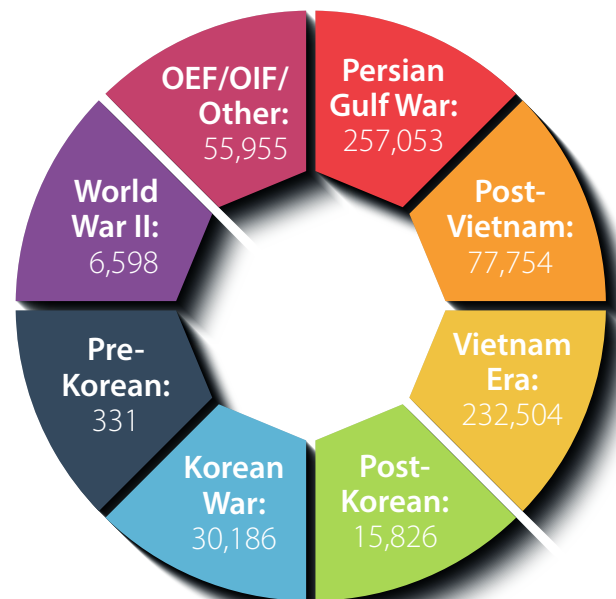 OEF/OIF/
Other:
55,955
Persian
Gulf War:
257,053
Post-
Vietnam:
77,754
Vietnam
Era:
232,504
Post-
Korean:
15,826
Korean
War:
30,186
Pre-
Korean:
331
World
War II:
6,598